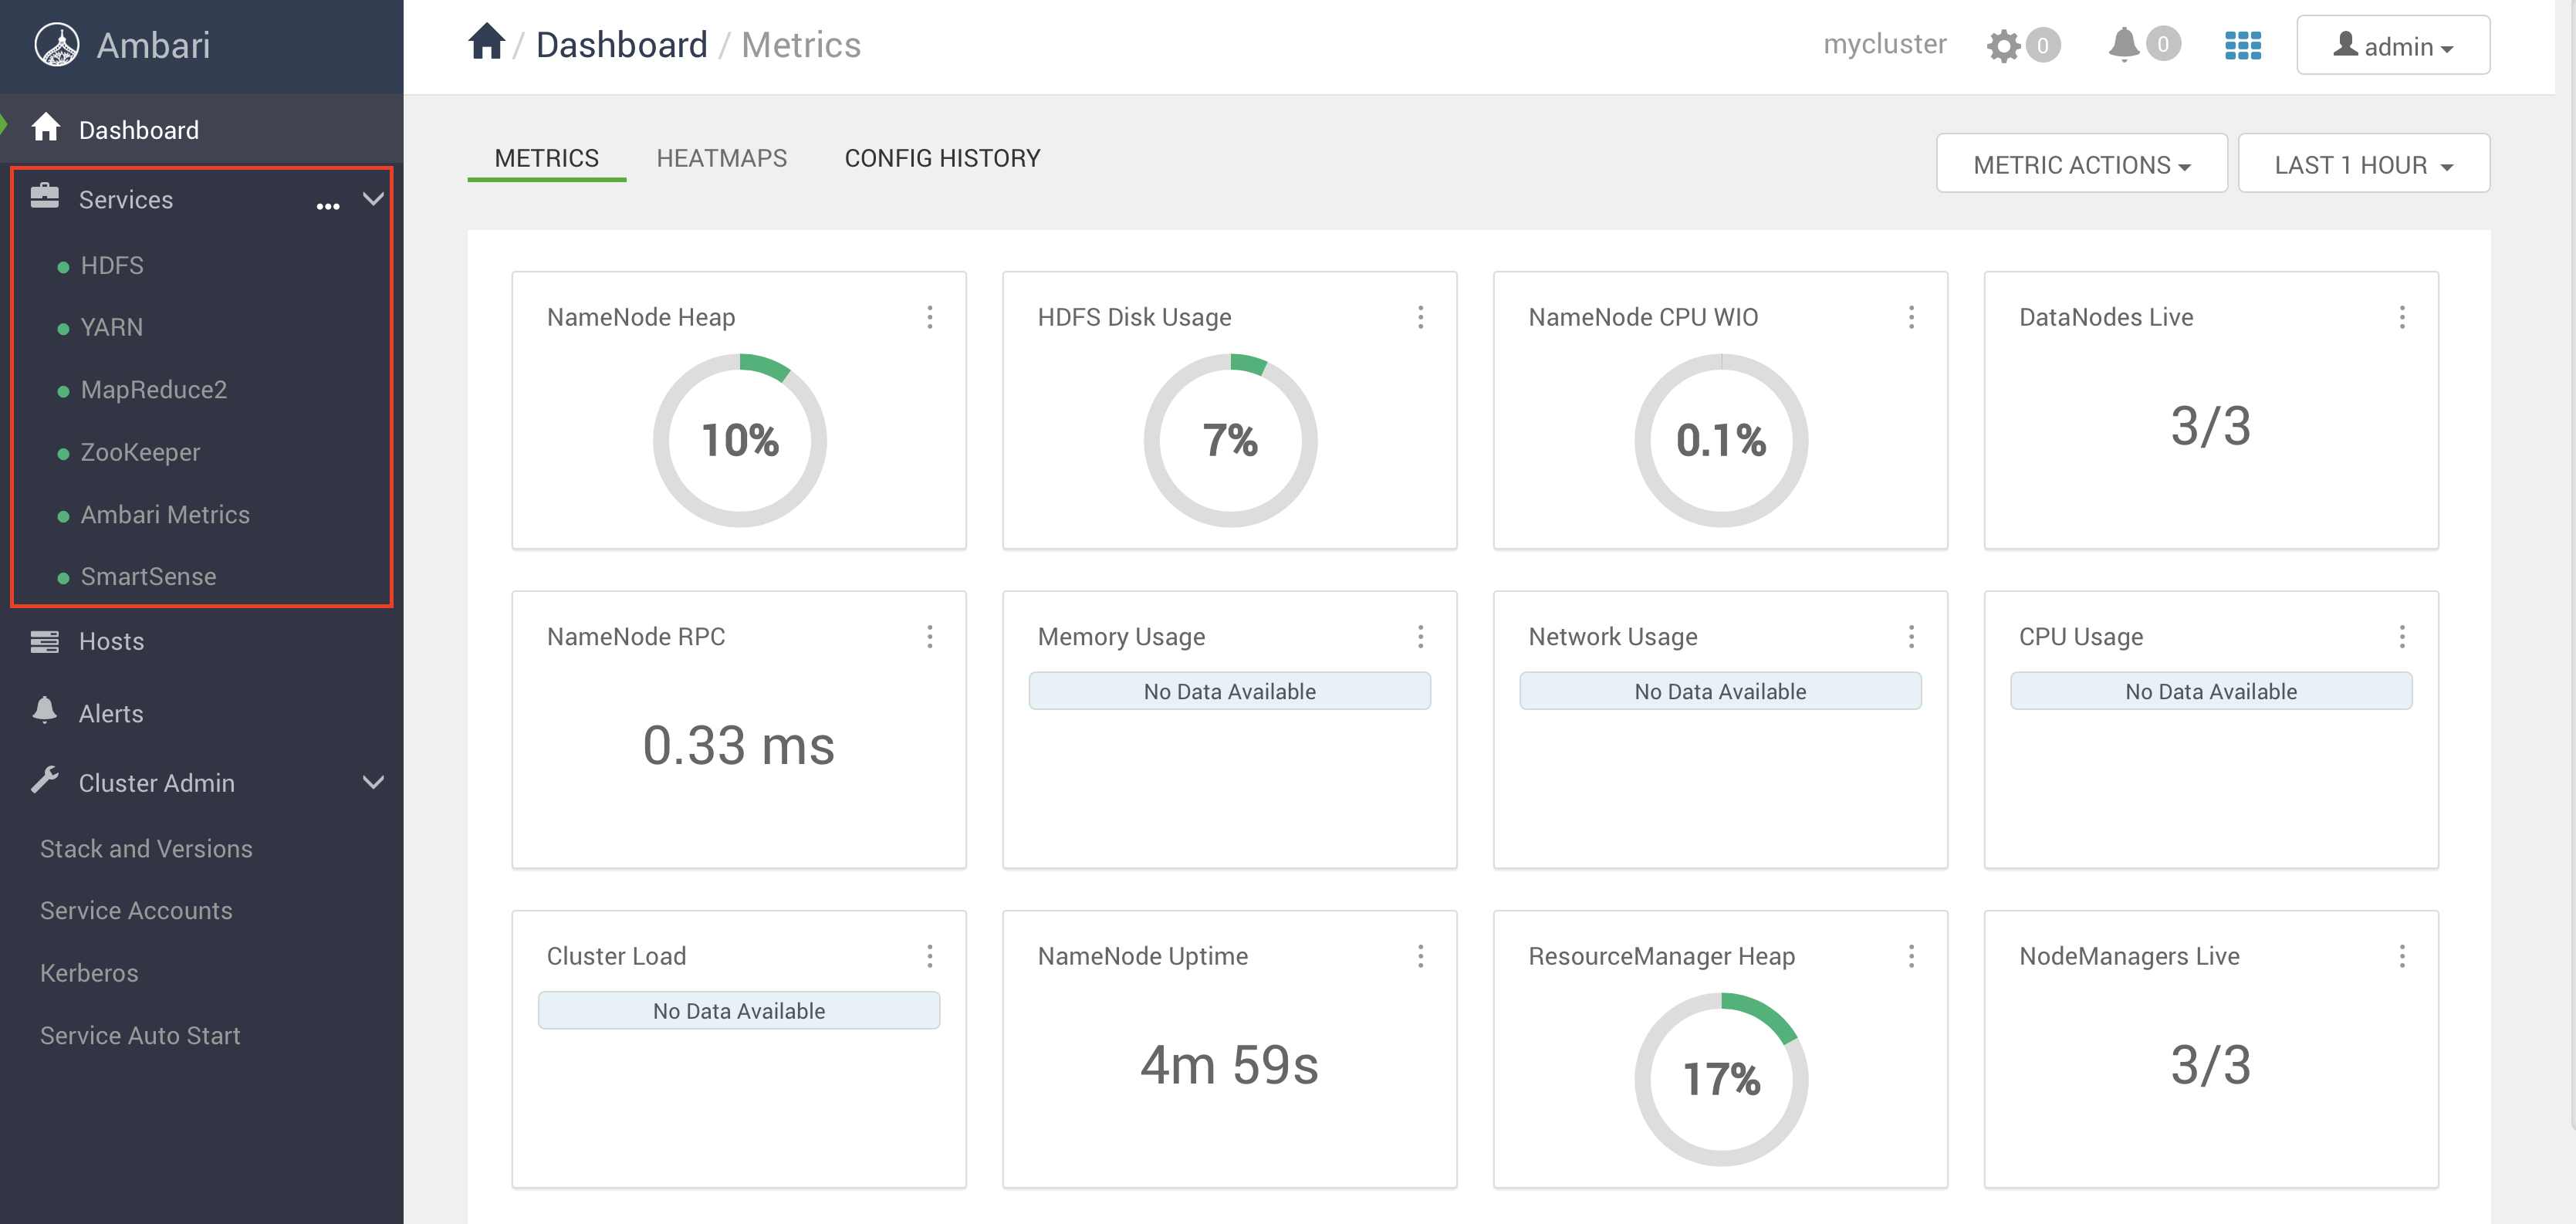 Ambari
Dashboard
Services ...
HDFS
YARN
MapReduce2
ZooKeeper
Ambari Metrics
SmartSense
Hosts
Alerts
Cluster Admin
Stack and Versions
Service Accounts
Kerberos
Service Auto Start
/ Dashboard / Metrics
mycluster 0 0 admin
METRICS HEATMAPS CONFIG HISTORY
METRIC ACTIONS LAST 1 HOUR
NameNode Heap
10%
HDFS Disk Usage
7%
NameNode CPU WIO
0.1%
DataNodes Live
3/3
NameNode RPC
0.33 ms
Memory Usage
No Data Available
Network Usage
No Data Available
CPU Usage
No Data Available
Cluster Load
No Data Available
NameNode Uptime
4m 59s
ResourceManager Heap
17%
NodeManagers Live
3/3